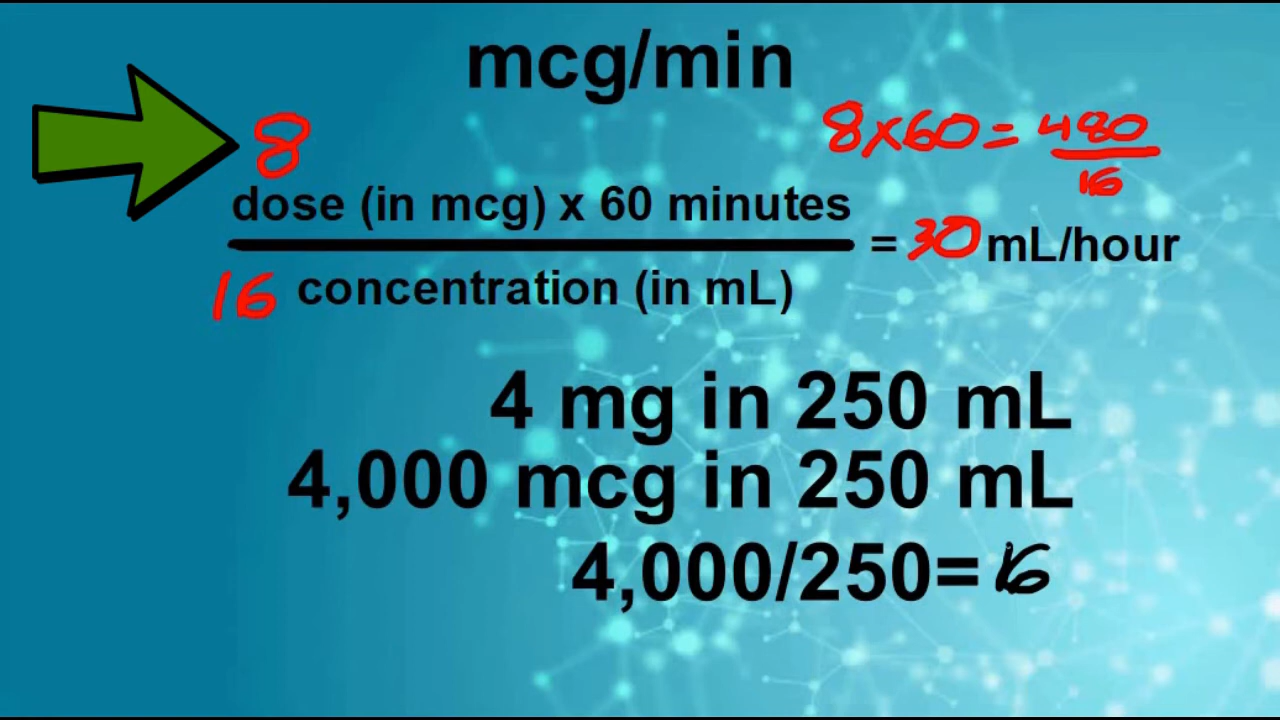 mcg/min
8
8x60=480
16
dose (in mcg) x 60 minutes
= 30 mL/hour
16 concentration (in mL)
4 mg in 250 mL
4,000 mcg in 250 mL
4,000/250=16